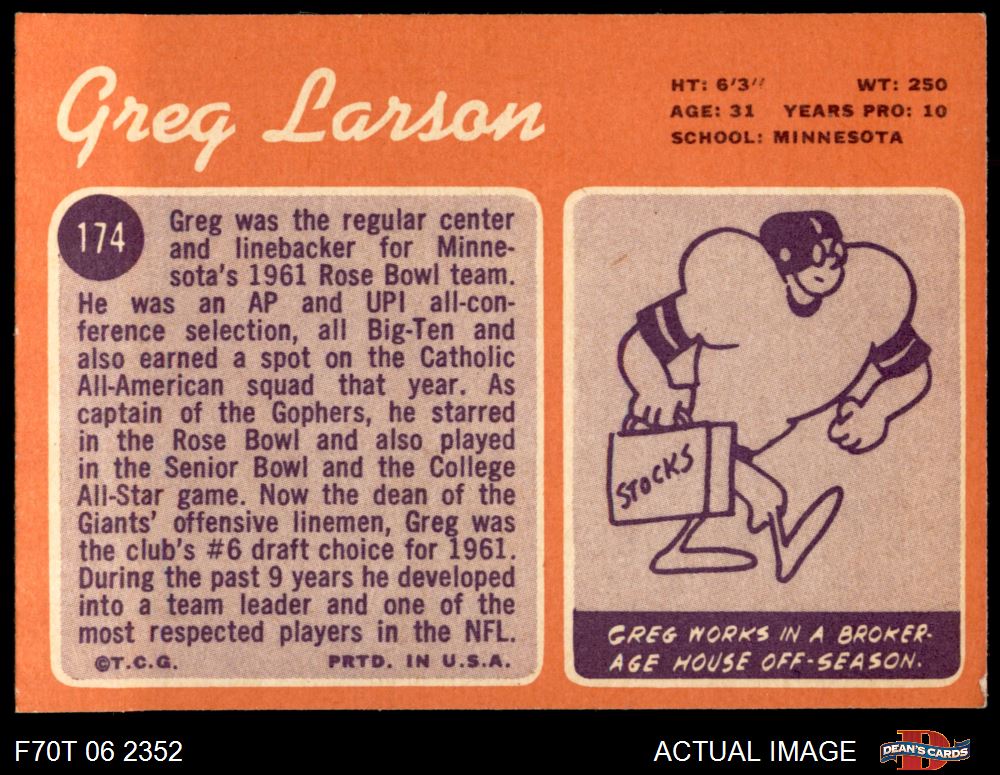 Greg Larson
HT: 6'3" WT: 250
AGE: 31 YEARS PRO: 10
SCHOOL: MINNESOTA
174
Greg was the regular center
and linebacker for Minne-
sota's 1961 Rose Bowl team.
He was an AP and UPI all-con-
ference selection, all Big-Ten and
also earned a spot on the Catholic
All-American squad that year. As
captain of the Gophers, he starred
in the Rose Bowl and also played
in the Senior Bowl and the College
All-Star game. Now the dean of the
Giants' offensive linemen, Greg was
the club's #6 draft choice for 1961.
During the past 9 years he developed
into a team leader and one of the
most respected players in the NFL.
©T.C.G. PRTD. IN U.S.A.
STOCKS
GREG WORKS IN A BROKER-
AGE HOUSE OFF-SEASON.
F70T 06 2352
ACTUAL IMAGE
DEAN'S CARDS